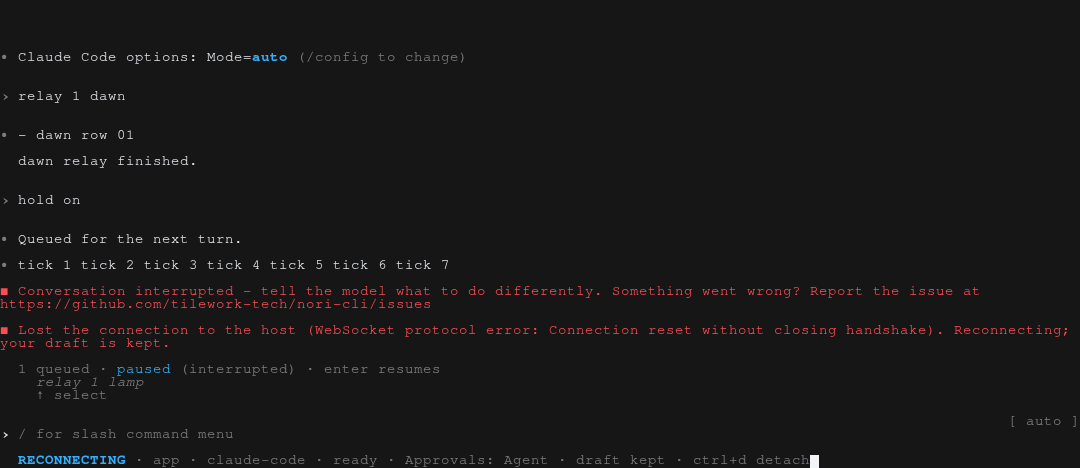 • Claude Code options: Mode=auto (/config to change)
› relay 1 dawn
• - dawn row 01
dawn relay finished.
› hold on
• Queued for the next turn.
• tick 1 tick 2 tick 3 tick 4 tick 5 tick 6 tick 7
■ Conversation interrupted - tell the model what to do differently. Something went wrong? Report the issue at
https://github.com/tilework-tech/nori-cli/issues
■ Lost the connection to the host (WebSocket protocol error: Connection reset without closing handshake). Reconnecting;
your draft is kept.
1 queued · paused (interrupted) · enter resumes
relay 1 lamp
↑ select
[ auto ]
› / for slash command menu
RECONNECTING · app · claude-code · ready · Approvals: Agent · draft kept · ctrl+d detach